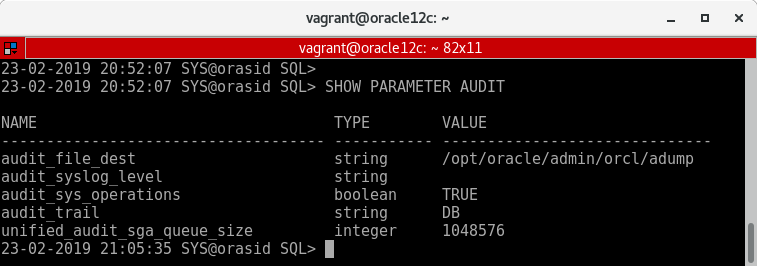 vagrant@oracle12c: ~
vagrant@oracle12c: ~ 82x11
23-02-2019 20:52:07 SYS@orasid SQL>
23-02-2019 20:52:07 SYS@orasid SQL> SHOW PARAMETER AUDIT

NAME                                 TYPE        VALUE
------------------------------------ ----------- ------------------------------
audit_file_dest                      string      /opt/oracle/admin/orcl/adump
audit_syslog_level                   string
audit_sys_operations                 boolean     TRUE
audit_trail                          string      DB
unified_audit_sga_queue_size         integer     1048576
23-02-2019 21:05:35 SYS@orasid SQL>